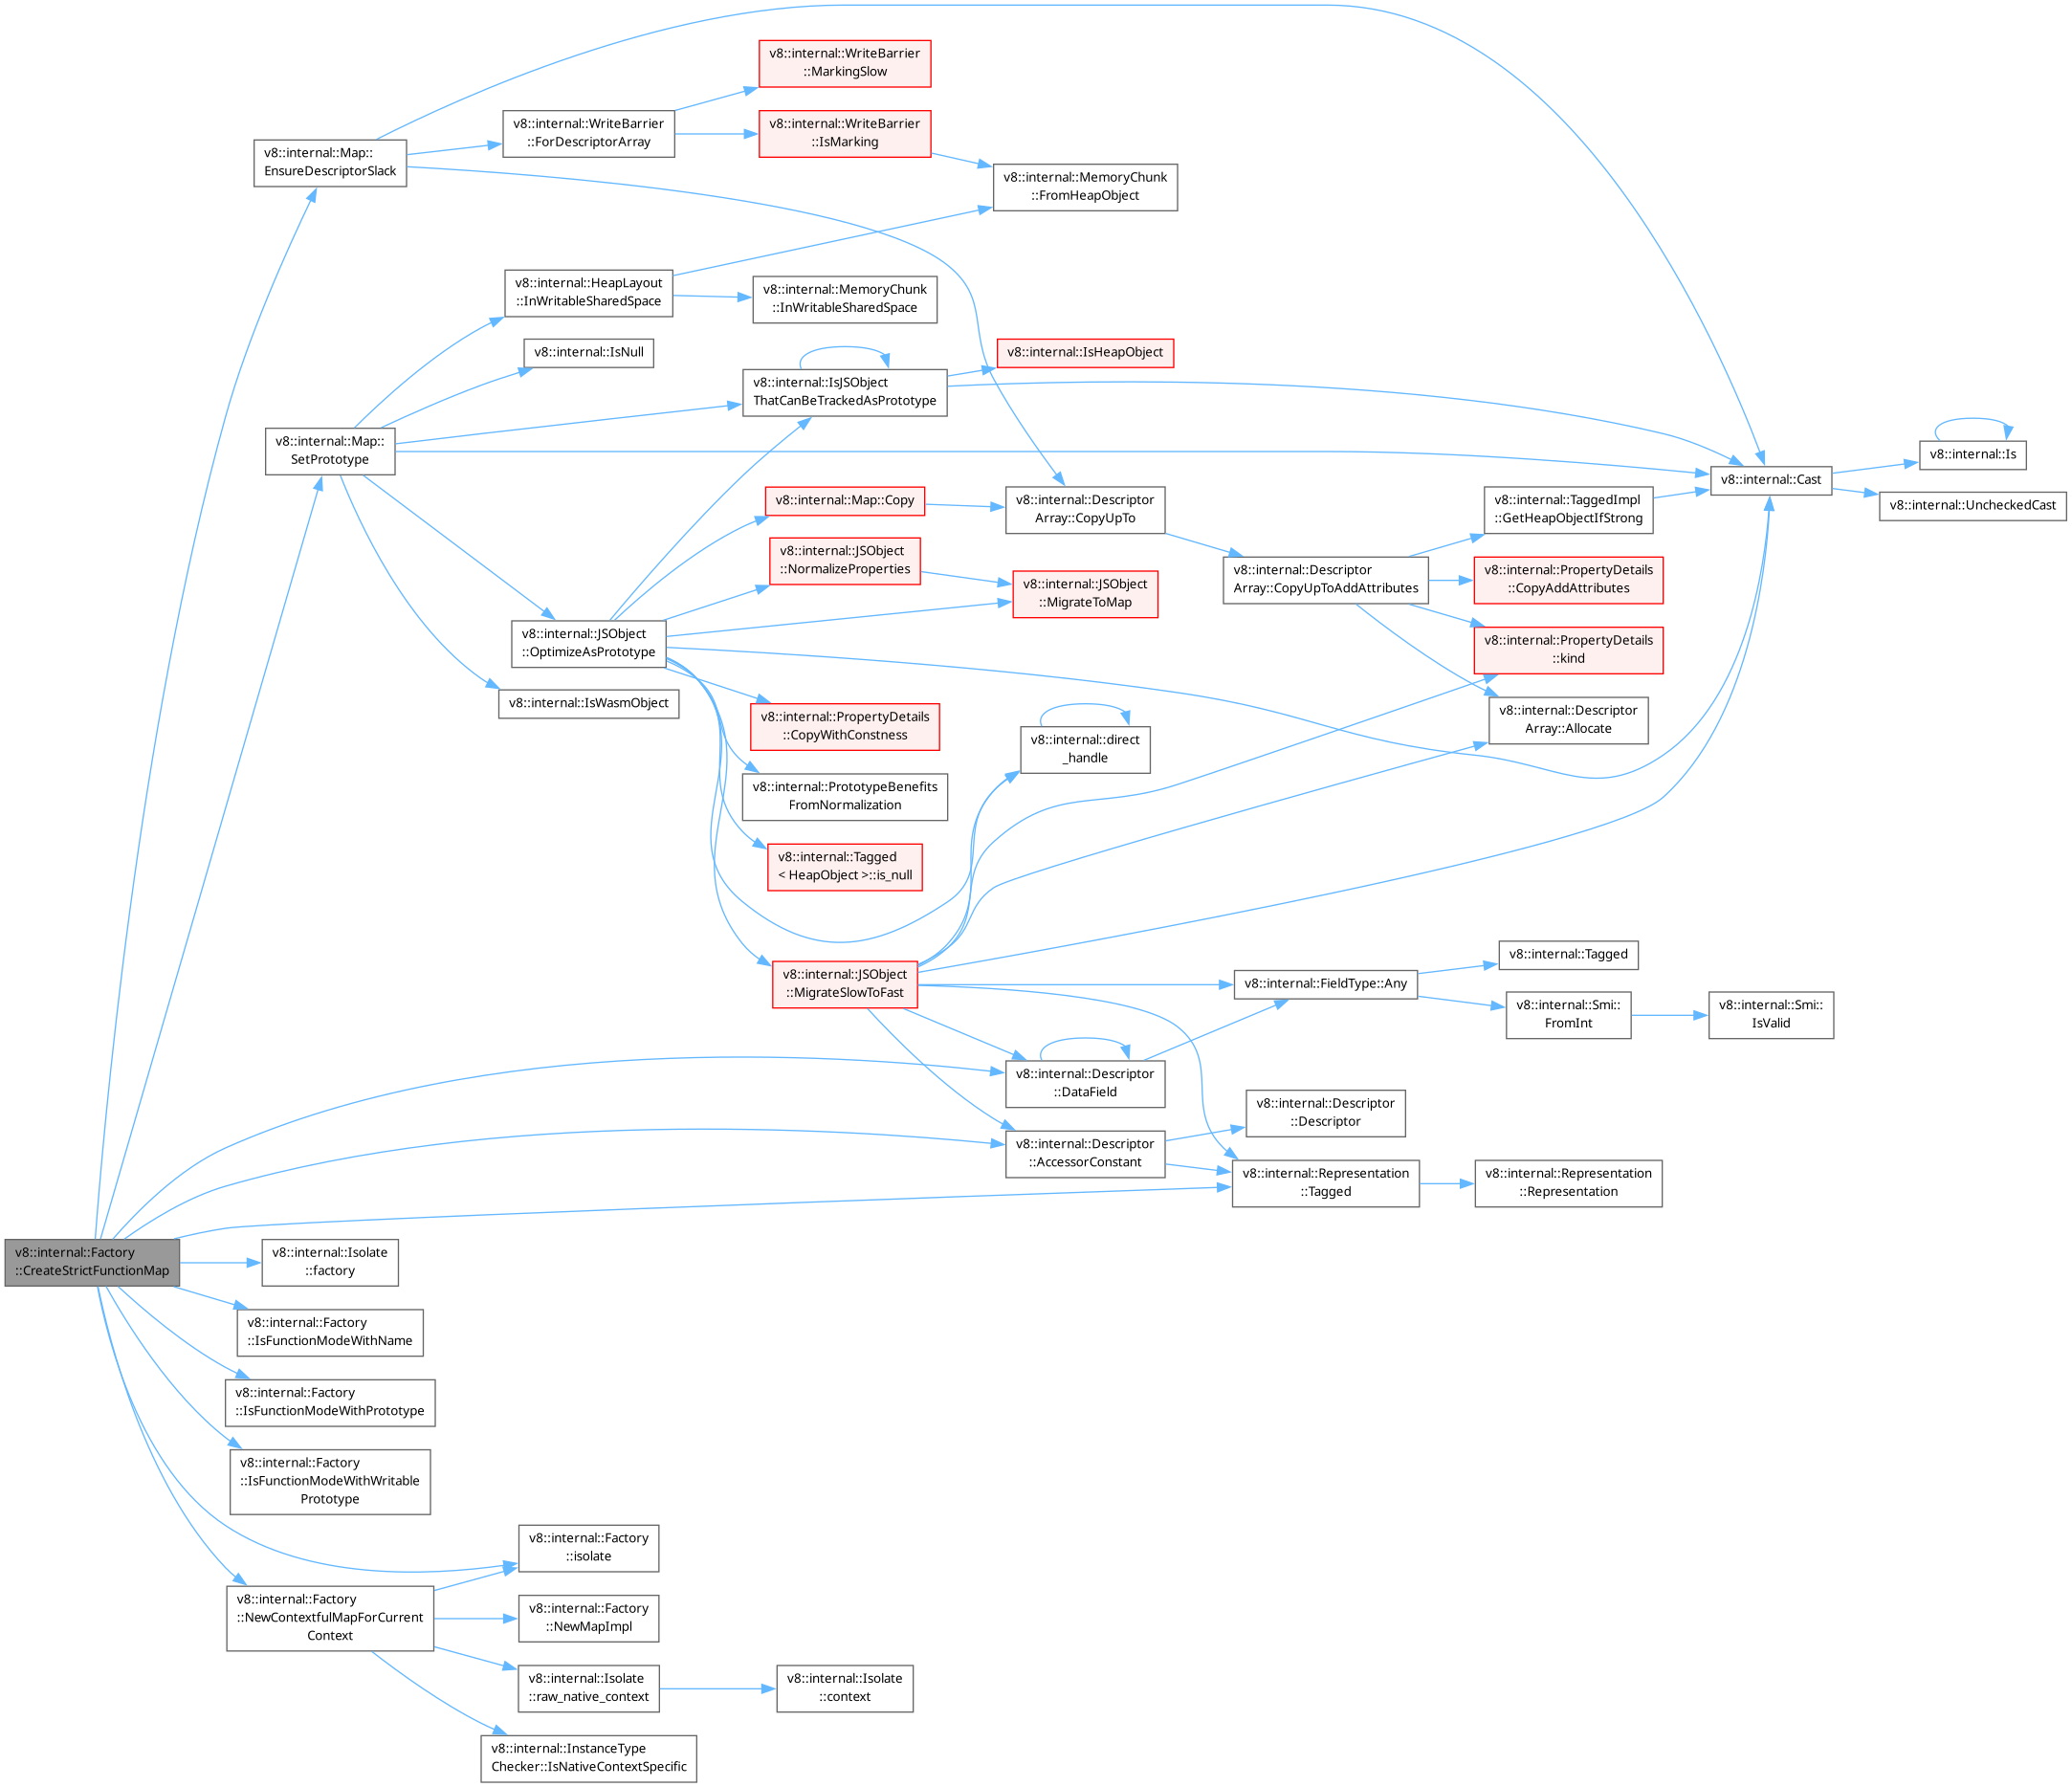 v8::internal::WriteBarrier
::MarkingSlow
v8::internal::WriteBarrier
::ForDescriptorArray
v8::internal::WriteBarrier
::IsMarking
v8::internal::Map::
EnsureDescriptorSlack
v8::internal::MemoryChunk
::FromHeapObject
v8::internal::HeapLayout
::InWritableSharedSpace
v8::internal::MemoryChunk
::InWritableSharedSpace
v8::internal::IsNull
v8::internal::IsHeapObject
v8::internal::IsJSObject
ThatCanBeTrackedAsPrototype
v8::internal::Map::
SetPrototype
v8::internal::Is
v8::internal::Cast
v8::internal::UncheckedCast
v8::internal::Map::Copy
v8::internal::Descriptor
Array::CopyUpTo
v8::internal::TaggedImpl
::GetHeapObjectIfStrong
v8::internal::JSObject
::NormalizeProperties
v8::internal::JSObject
::MigrateToMap
v8::internal::Descriptor
Array::CopyUpToAddAttributes
v8::internal::PropertyDetails
::CopyAddAttributes
v8::internal::JSObject
::OptimizeAsPrototype
v8::internal::PropertyDetails
::kind
v8::internal::IsWasmObject
v8::internal::PropertyDetails
::CopyWithConstness
v8::internal::direct
_handle
v8::internal::Descriptor
Array::Allocate
v8::internal::PrototypeBenefits
FromNormalization
v8::internal::Tagged
< HeapObject >::is_null
v8::internal::JSObject
::MigrateSlowToFast
v8::internal::FieldType::Any
v8::internal::Tagged
v8::internal::Smi::
FromInt
v8::internal::Smi::
IsValid
v8::internal::Descriptor
::DataField
v8::internal::Descriptor
::Descriptor
v8::internal::Descriptor
::AccessorConstant
v8::internal::Representation
::Tagged
v8::internal::Representation
::Representation
v8::internal::Factory
::CreateStrictFunctionMap
v8::internal::Isolate
::factory
v8::internal::Factory
::IsFunctionModeWithName
v8::internal::Factory
::IsFunctionModeWithPrototype
v8::internal::Factory
::IsFunctionModeWithWritable
Prototype
v8::internal::Factory
::isolate
v8::internal::Factory
::NewContextfulMapForCurrent
Context
v8::internal::Factory
::NewMapImpl
v8::internal::Isolate
::raw_native_context
v8::internal::Isolate
::context
v8::internal::InstanceType
Checker::IsNativeContextSpecific